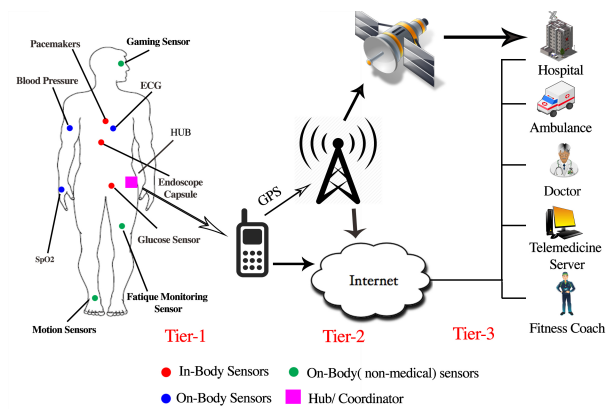 Gaming Sensor
Pacemakers
Blood Pressure
ECG
HUB
Endoscope
Capsule
Glucose Sensor
SpO2
Fatique Monitoring
Sensor
Motion Sensors
GPS
Internet
Hospital
Ambulance
Doctor
Telemedicine
Server
Fitness Coach
Tier-1
Tier-2
Tier-3
In-Body Sensors
On-Body( non-medical) sensors
On-Body Sensors
Hub/ Coordinator